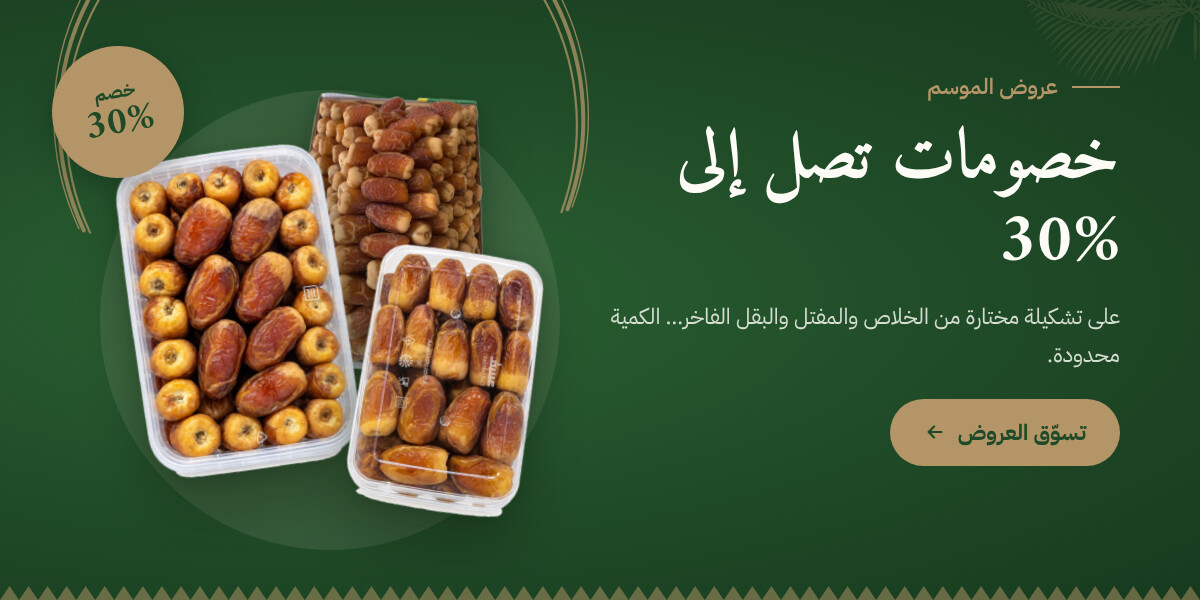 عروض الموسم
خصومات تصل إلى
30%
على تشكيلة مختارة من الخلاص والمفتل والبقل الفاخر... الكمية
محدودة.
تسوّق العروض ←
خصم
30%